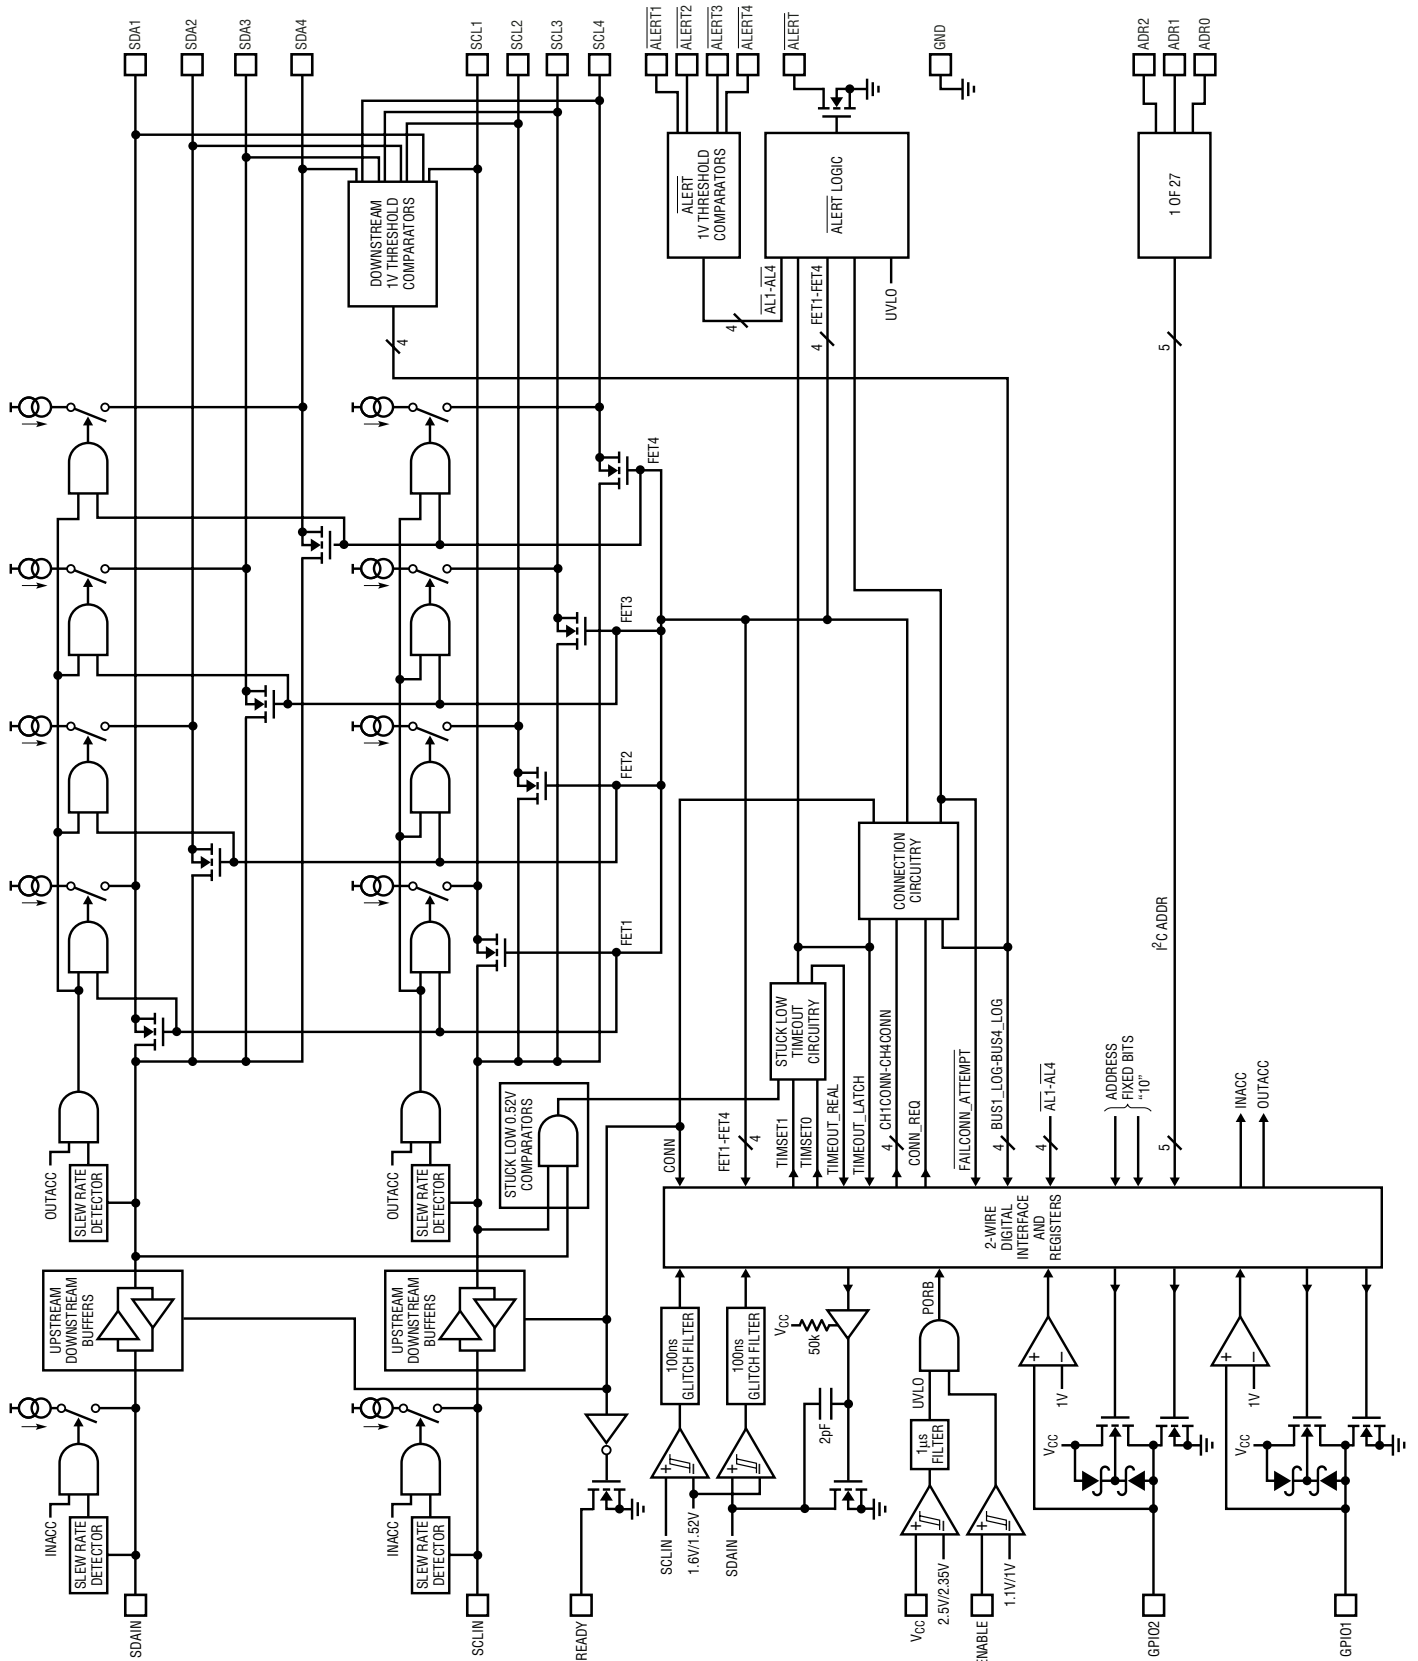 SDA1
SDA2
SDA3
SDA4
SCL1
SCL2
SCL3
SCL4
ALERT1
ALERT2
ALERT3
ALERT4
ALERT
GND
ADR2
ADR1
ADR0
DOWNSTREAM
1V THRESHOLD
COMPARATORS
4
ALERT
1V THRESHOLD
COMPARATORS
4
AL1-AL4
ALERT LOGIC
FET1-FET4
4
UVLO
1 OF 27
5
FET4
FET3
FET2
FET1
CONNECTION
CIRCUITRY
I2C ADDR
STUCK LOW
TIMEOUT
CIRCUITRY
OUTACC
SLEW RATE
DETECTOR
OUTACC
SLEW RATE
DETECTOR
STUCK LOW 0.52V
COMPARATORS
CONN
FET1-FET4
4
TIMSET1
TIMSET0
TIMEOUT_REAL
TIMEOUT_LATCH
CH1CONN-CH4CONN
4
CONN_REQ
FAILCONN_ATTEMPT
BUS1_LOG-BUS4_LOG
4
AL1-AL4
4
ADDRESS
FIXED BITS
“10”
5
INACC
OUTACC
2-WIRE
DIGITAL
INTERFACE
AND
REGISTERS
UPSTREAM
DOWNSTREAM
BUFFERS
UPSTREAM
DOWNSTREAM
BUFFERS
100ns
GLITCH FILTER
100ns
GLITCH FILTER
VCC
50k
2pF
PORB
UVLO
1µs
FILTER
+
–
1V
VCC
+
–
1V
VCC
INACC
SLEW RATE
DETECTOR
INACC
SLEW RATE
DETECTOR
+
–
SCLIN
1.6V/1.52V
+
–
SDAIN
+
–
2.5V/2.35V
+
–
1.1V/1V
SDAIN
SCLIN
READY
VCC
ENABLE
GPIO2
GPIO1